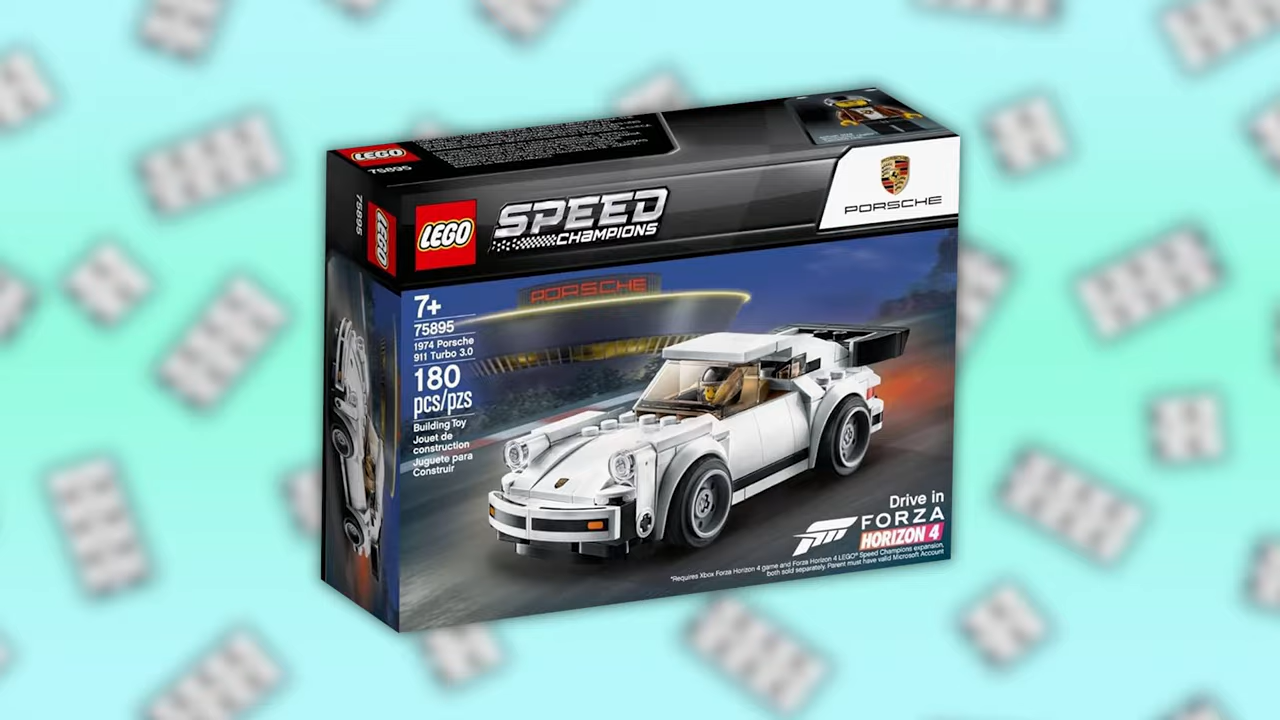 LEGO
75895
75895
LEGO
LEGO
SPEED
CHAMPIONS
PORSCHE
PORSCHE
7+
75895
1974 Porsche
911 Turbo 3.0
180
pcs/pzs
Building Toy
Jouet de
construction
Juguete para
Construir
Drive in
FORZA
HORIZON 4
*Requires Xbox Forza Horizon 4 game and Forza Horizon 4 LEGO® Speed Champions expansion,
both sold separately. Parent must have valid Microsoft Account